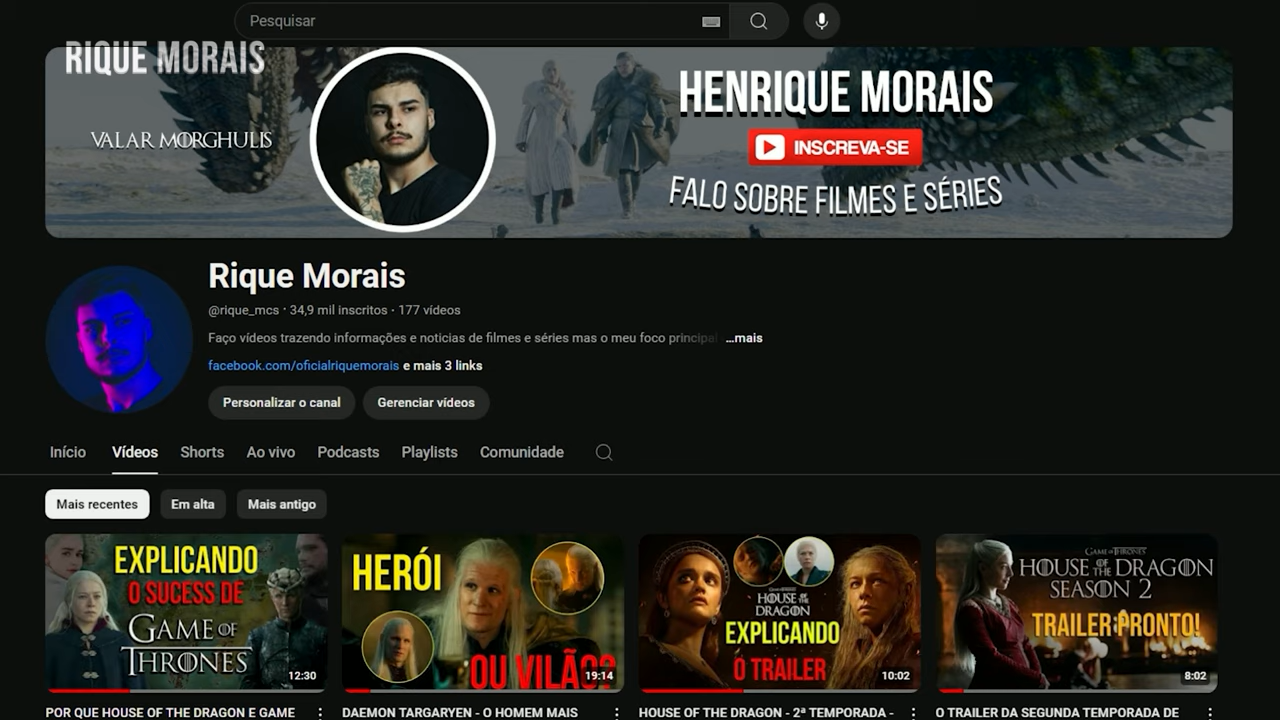 Pesquisar
RIQUE MORAIS
VALAR MORGHULIS
HENRIQUE MORAIS
INSCREVA-SE
FALO SOBRE FILMES E SÉRIES
Rique Morais
@rique_mcs · 34,9 mil inscritos · 177 vídeos
Faço vídeos trazendo informações e noticias de filmes e séries mas o meu foco principal ...mais
facebook.com/oficialriquemorais e mais 3 links
Personalizar o canal Gerenciar vídeos
Início Vídeos Shorts Ao vivo Podcasts Playlists Comunidade
Mais recentes Em alta Mais antigo
EXPLICANDO
O SUCESS DE
GAME OF
THRONES
12:30
HERÓI
OU VILÃO?
19:14
GAME OF THRONES
HOUSE OF THE
DRAGON
EXPLICANDO
O TRAILER
10:02
GAME OF THRONES
HOUSE OF THE DRAGON
SEASON 2
TRAILER PRONTO!
8:02
POR QUE HOUSE OF THE DRAGON E GAME
DAEMON TARGARYEN - O HOMEM MAIS
HOUSE OF THE DRAGON - 2ª TEMPORADA -
O TRAILER DA SEGUNDA TEMPORADA DE